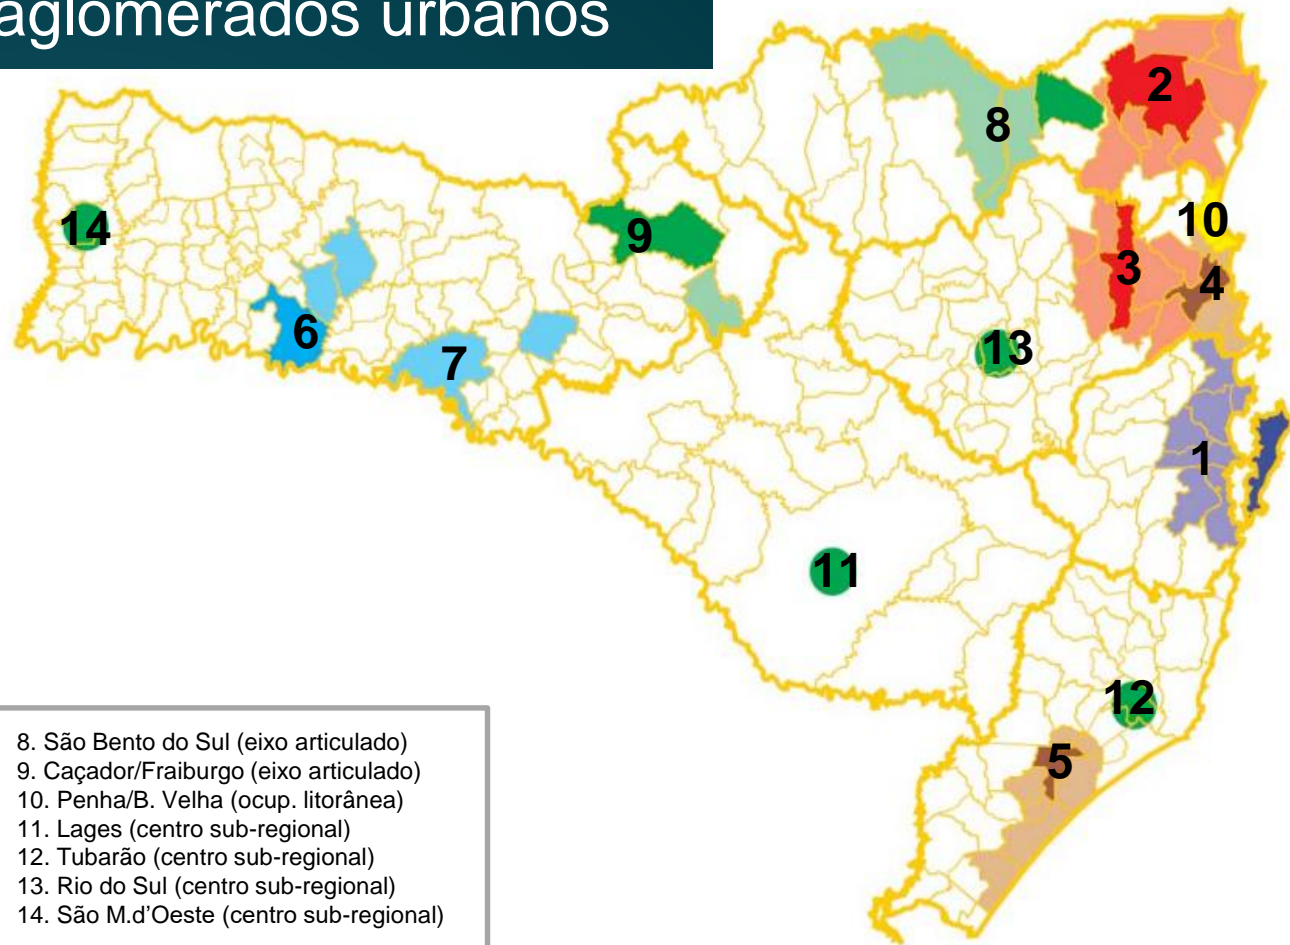 aglomerados urbanos
2
8
10
14
9
3
4
6
13
7
1
11
12
5
8. São Bento do Sul (eixo articulado)
9. Caçador/Fraiburgo (eixo articulado)
10. Penha/B. Velha (ocup. litorânea)
11. Lages (centro sub-regional)
12. Tubarão (centro sub-regional)
13. Rio do Sul (centro sub-regional)
14. São M.d'Oeste (centro sub-regional)